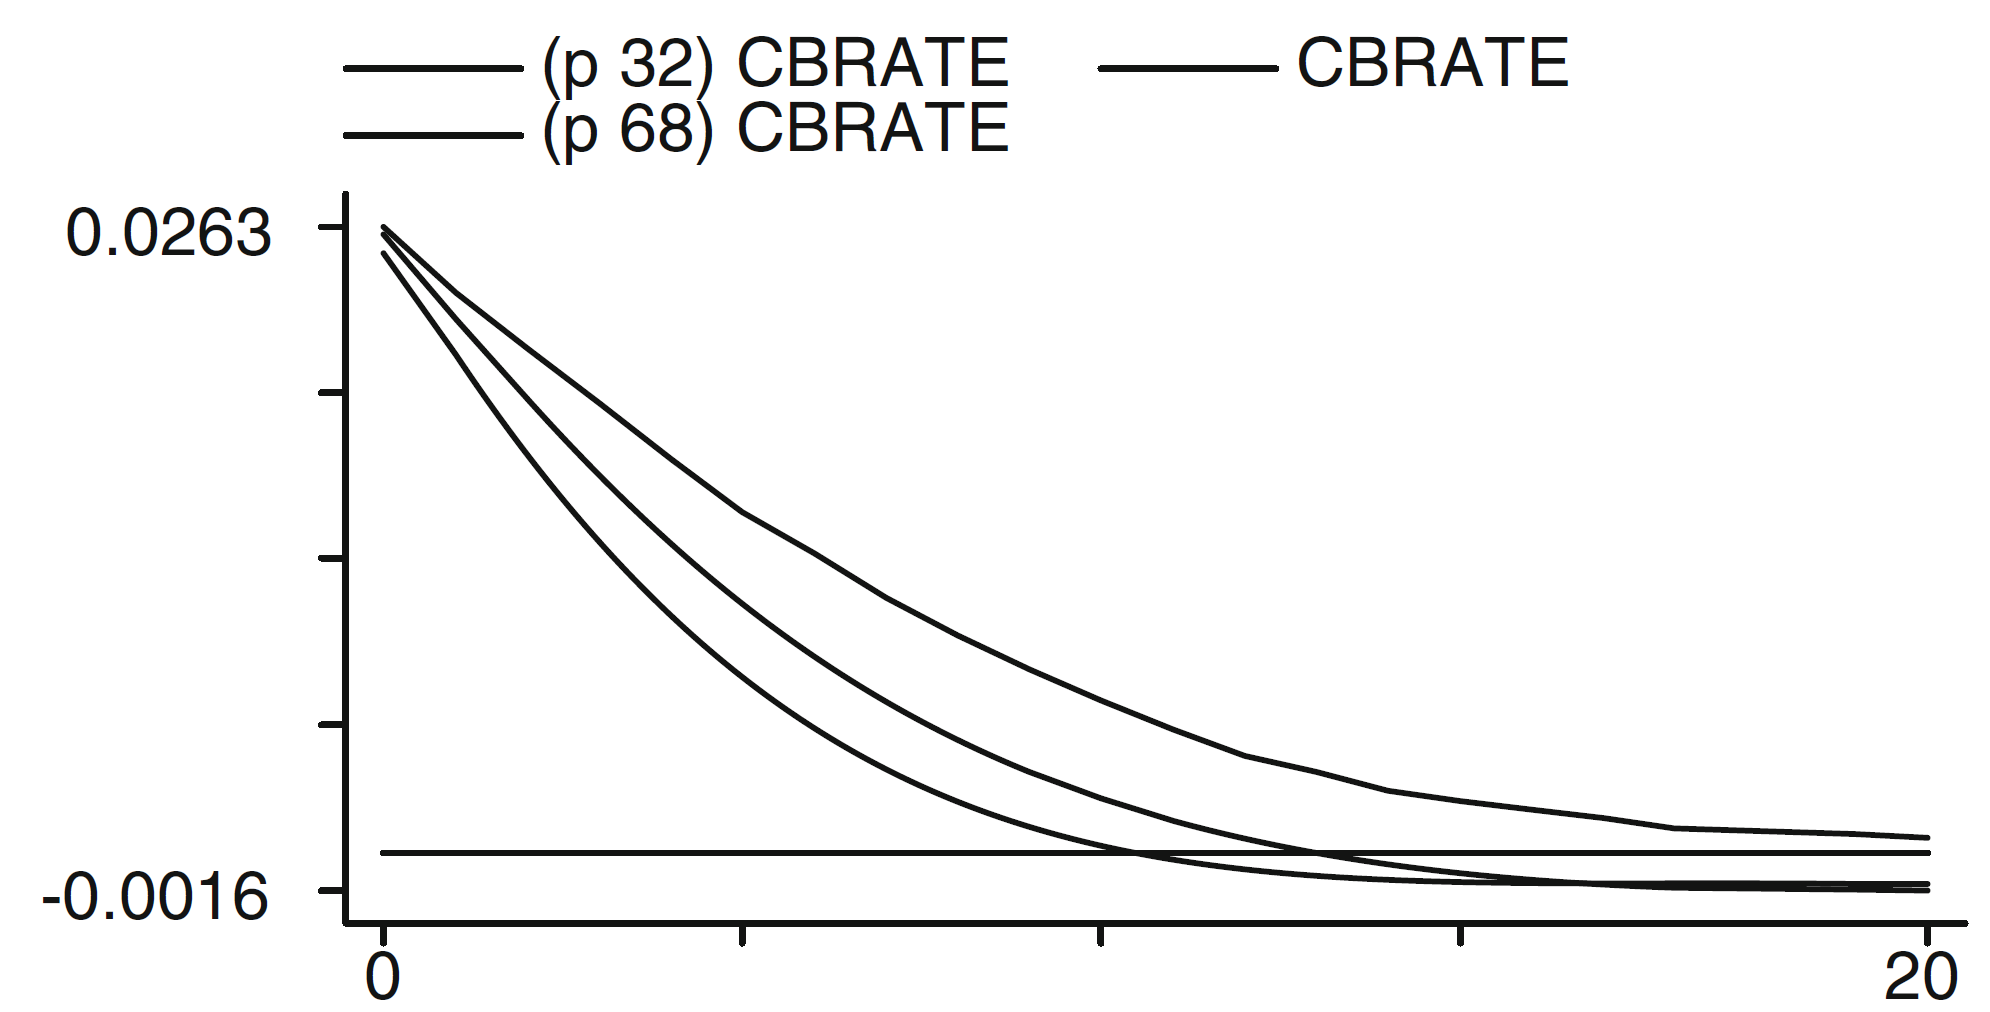 (p 32) CBRATE CBRATE
(p 68) CBRATE
0.0263
-0.0016
0 20